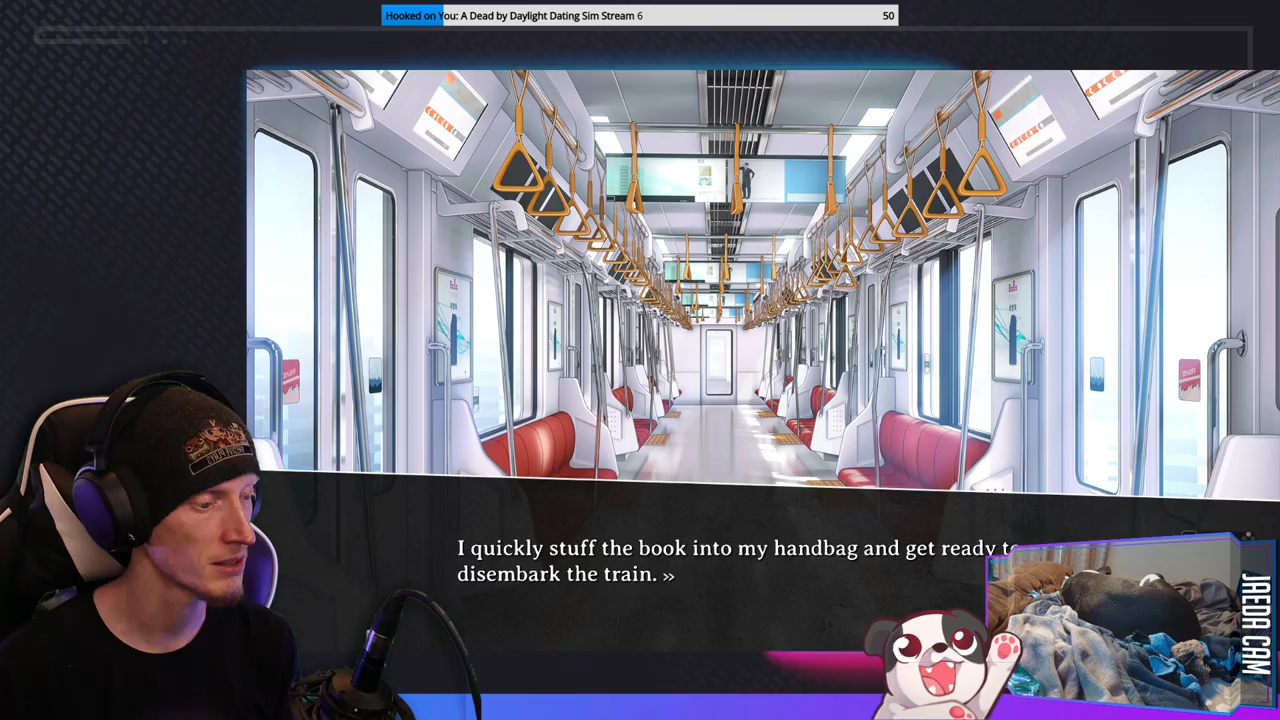 Hooked on You: A Dead by Daylight Dating Sim Stream 6
50
I quickly stuff the book into my handbag and get ready to
disembark the train. »
JAEDA CAM